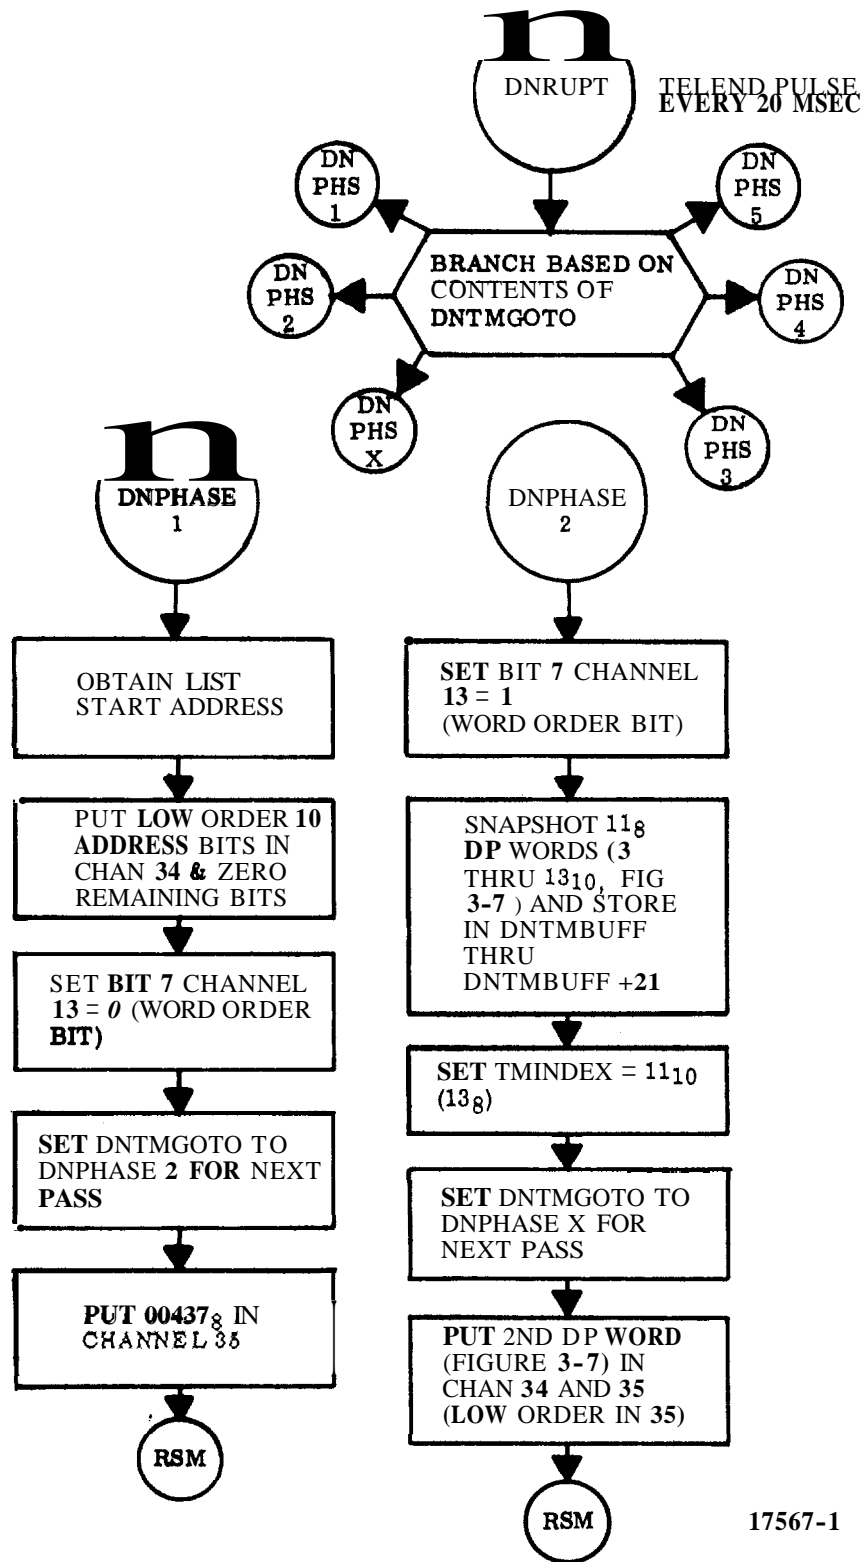 n
DNRUPT
TELEND PULSE
EVERY 20 MSEC
DN
PHS
1
DN
PHS
5
DN
PHS
2
BRANCH BASED ON
CONTENTS OF
DNTMGOTO
DN
PHS
4
DN
PHS
X
DN
PHS
3
n
DNPHASE
1
OBTAIN LIST
START ADDRESS
PUT LOW ORDER 10
ADDRESS BITS IN
CHAN 34 & ZERO
REMAINING BITS
SET BIT 7 CHANNEL
13 = 0 (WORD ORDER
BIT)
SET DNTMGOTO TO
DNPHASE 2 FOR NEXT
PASS
PUT 00437₈ IN
CHANNEL 35
RSM
DNPHASE
2
SET BIT 7 CHANNEL
13 = 1
(WORD ORDER BIT)
SNAPSHOT 11₈
DP WORDS (3
THRU 13₁₀, FIG
3-7 ) AND STORE
IN DNTMBUFF
THRU
DNTMBUFF +21
SET TMINDEX = 11₁₀
(13₈)
SET DNTMGOTO TO
DNPHASE X FOR
NEXT PASS
PUT 2ND DP WORD
(FIGURE 3-7) IN
CHAN 34 AND 35
(LOW ORDER IN 35)
RSM
17567-1